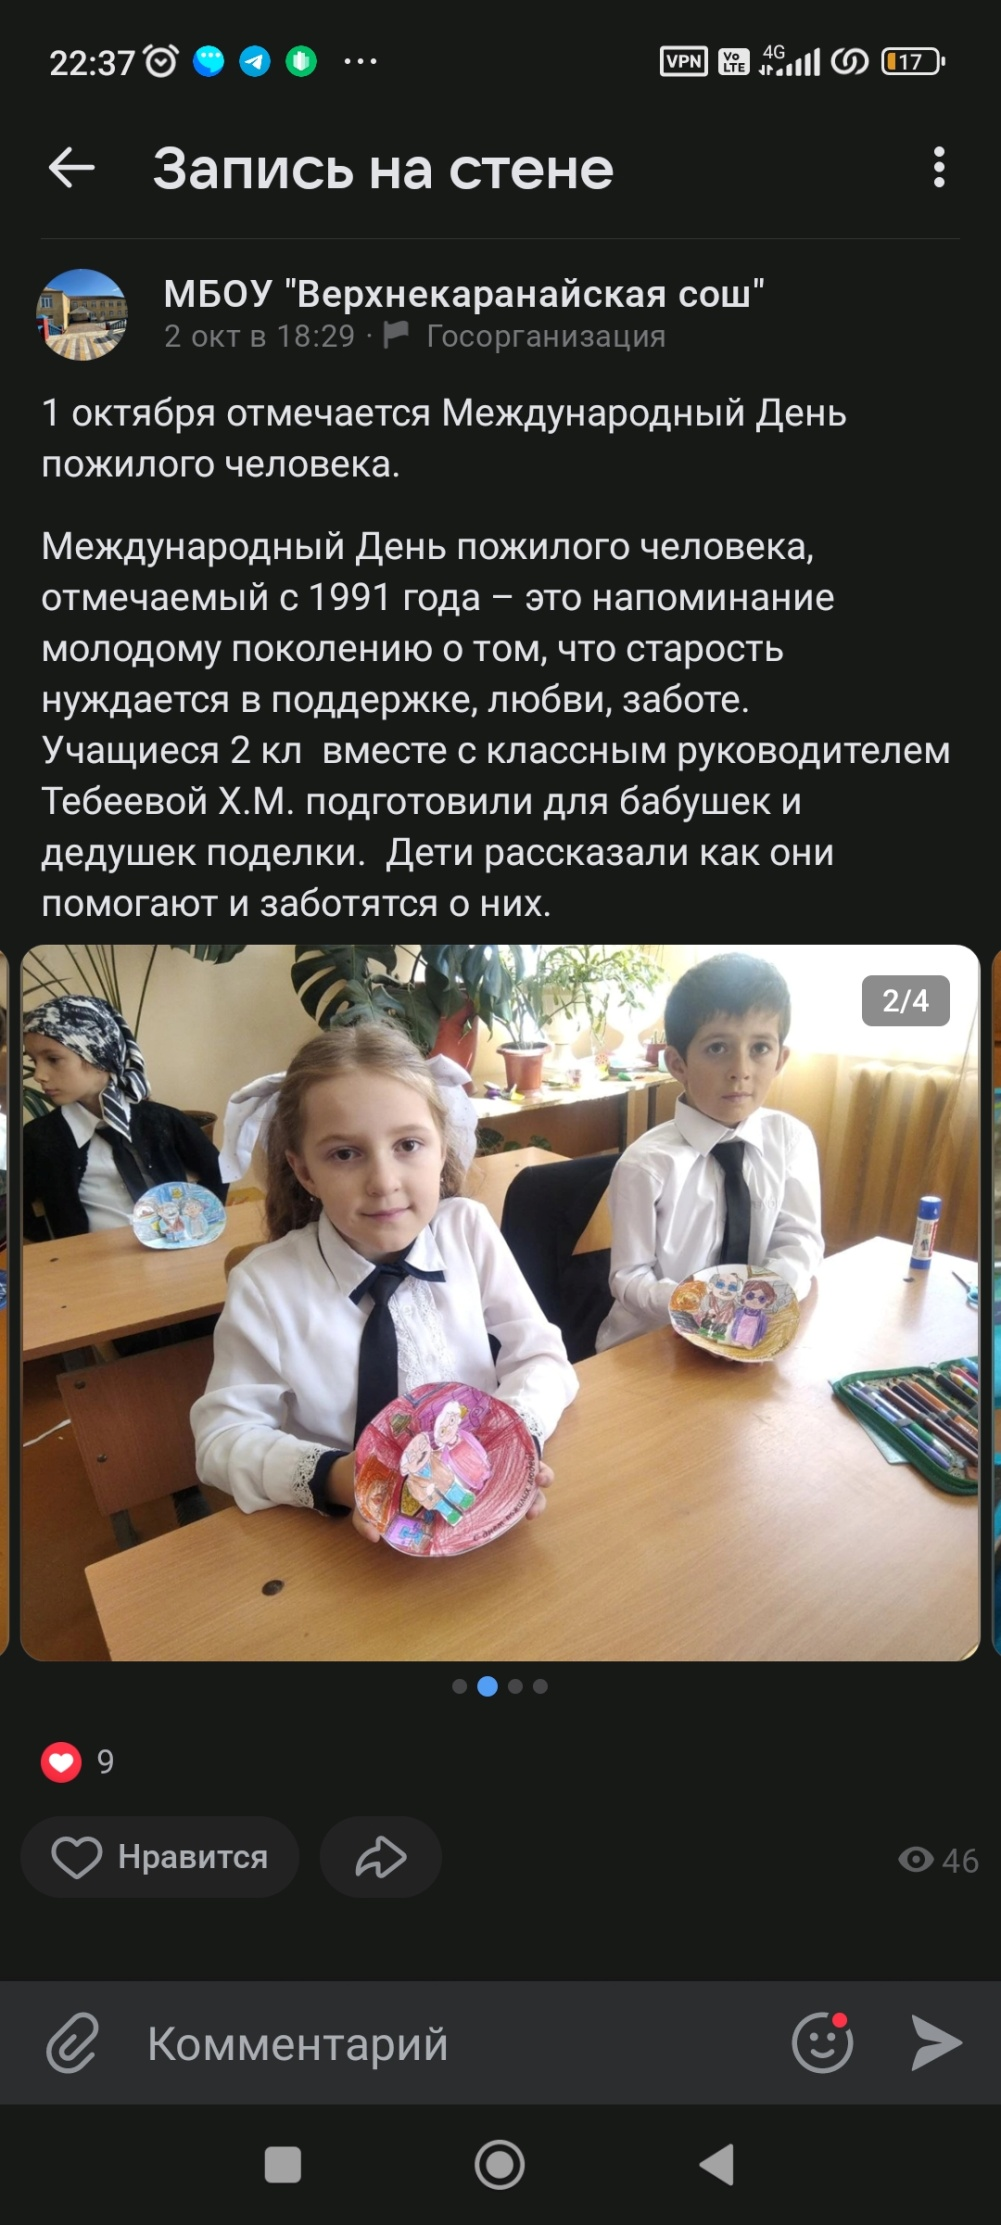 22:37
VPN
Vo
LTE
4G
17
Запись на стене
МБОУ "Верхнекаранайская сош"
2 окт в 18:29 · Госорганизация
1 октября отмечается Международный День
пожилого человека.
Международный День пожилого человека,
отмечаемый с 1991 года – это напоминание
молодому поколению о том, что старость
нуждается в поддержке, любви, заботе.
Учащиеся 2 кл  вместе с классным руководителем
Тебеевой Х.М. подготовили для бабушек и
дедушек поделки.  Дети рассказали как они
помогают и заботятся о них.
2/4
9
Нравится
46
Комментарий